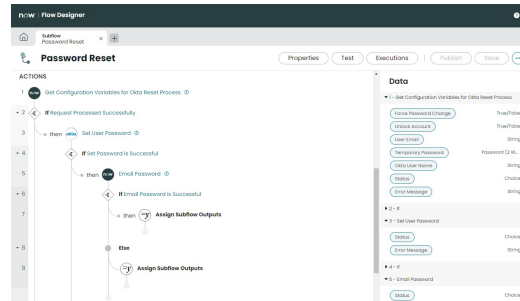 now | Flow Designer
Subflow
Password Reset
×
+
Password Reset
Properties
Test
Executions
Publish
Save
ACTIONS
1 now Get Configuration Variables for Okta Reset Process
2 If Request Processed Successfully
3 then okta Set User Password
4 If Set Password is Successful
5 then now Email Password
6 If Email Password is Successful
7 then Assign Subflow Outputs
8 Else
9 Assign Subflow Outputs
Data
1 - Get Configuration Variables for Okta Reset Process
Force Password Change True/False
Unlock Account True/False
User Email String
Temporary Password Password (2 W...
Okta User Name String
Status Choice
Error Message String
2 - If
3 - Set User Password
Status Choice
Error Message String
4 - If
5 - Email Password
Status Choice